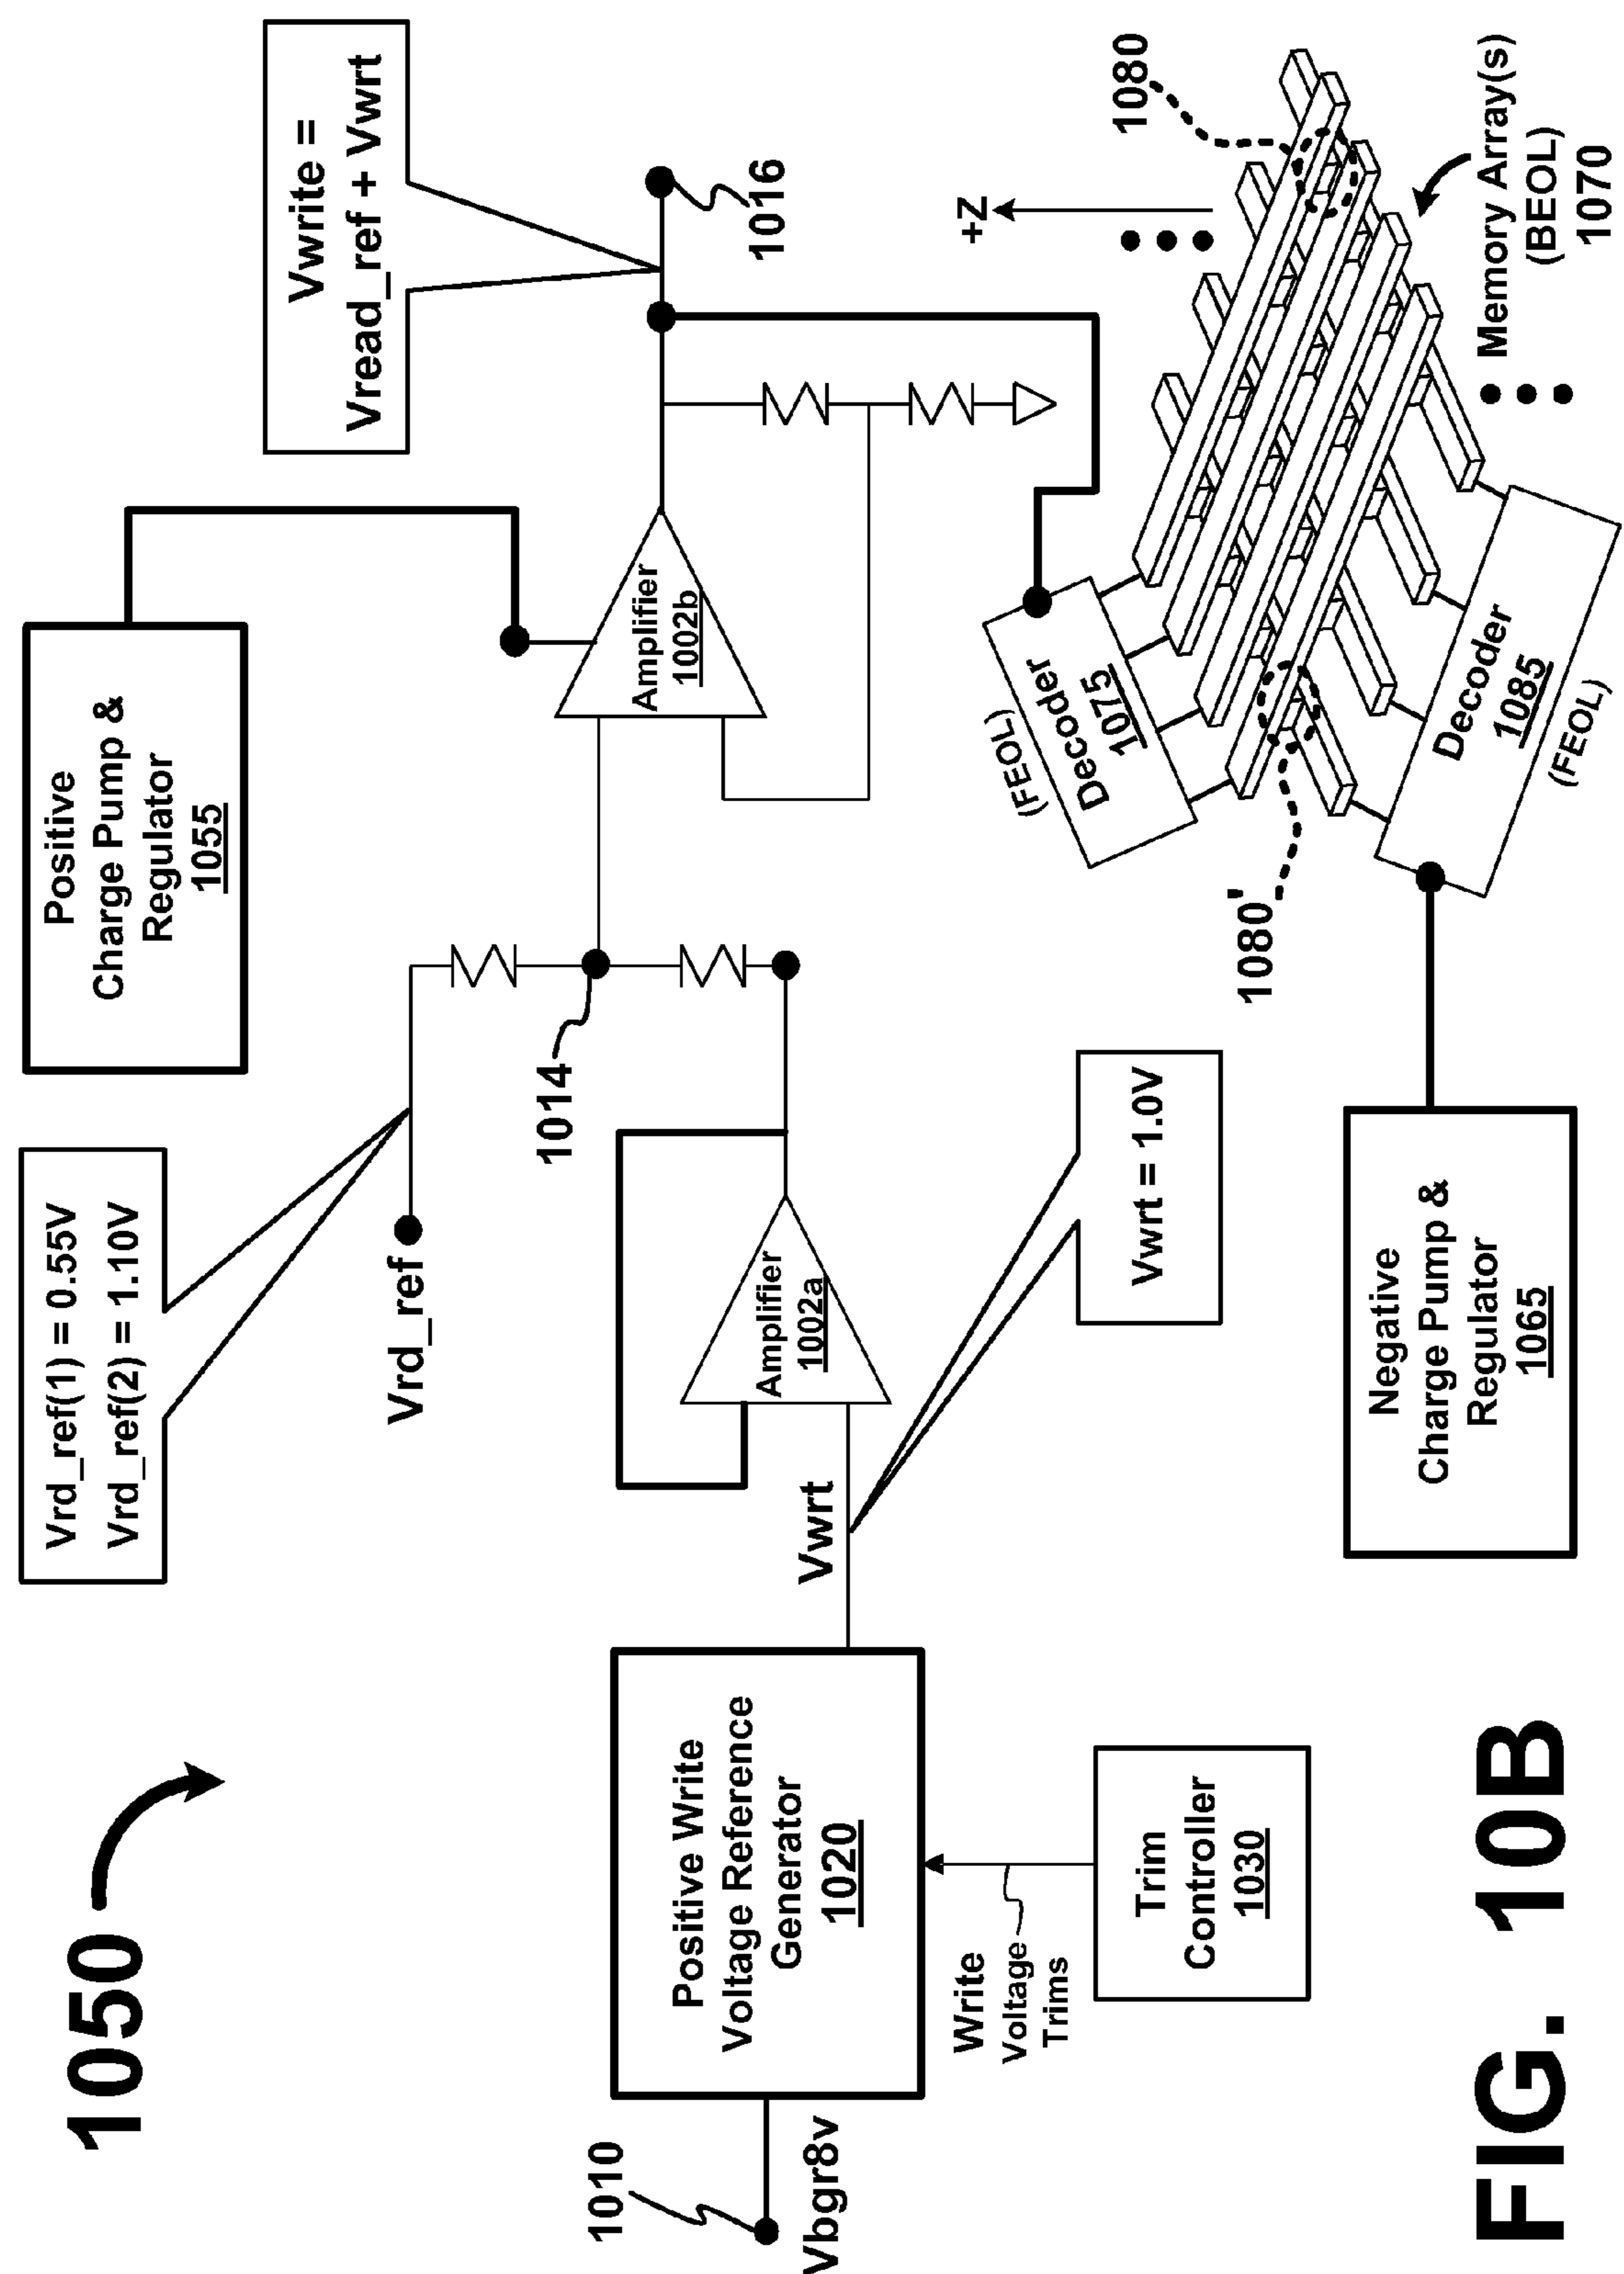 1050
Vrd_ref(1) = 0.55V
Vrd_ref(2) = 1.10V
Positive
Charge Pump &
Regulator
1055
Vwrite =
Vread_ref + Vwrt
Vrd_ref
1014
Amplifier
1002b
1016
1010
Vbgr8v
Positive Write
Voltage Reference
Generator
1020
Vwrt
Amplifier
1002a
Write
Voltage
Trims
Trim
Controller
1030
Vwrt = 1.0V
(FEOL)
Decoder
1075
+Z
1080
1080'
Negative
Charge Pump &
Regulator
1065
Decoder
1085
(FEOL)
Memory Array(s)
(BEOL)
1070
FIG. 10B